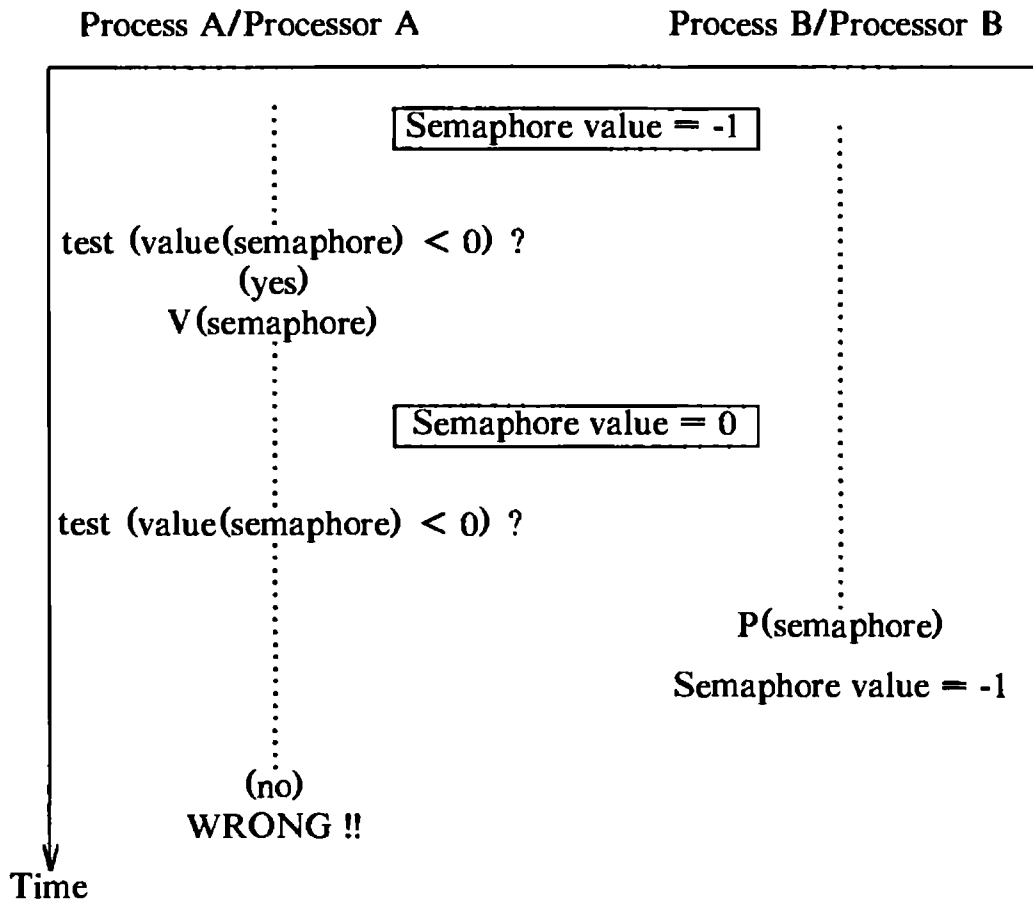 Process A/Processor A
Process B/Processor B
Semaphore value = -1
test (value(semaphore) < 0) ?
(yes)
V(semaphore)
Semaphore value = 0
test (value(semaphore) < 0) ?
P(semaphore)
Semaphore value = -1
(no)
WRONG !!
Time